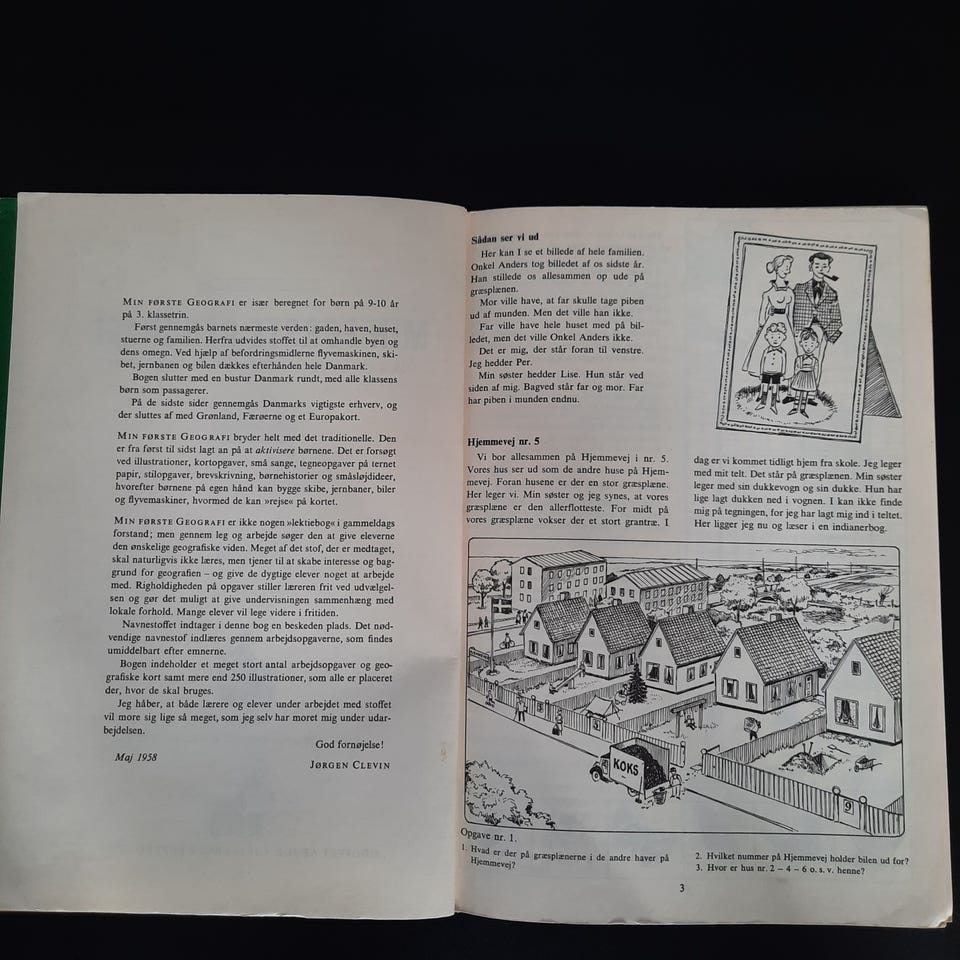 MIN FØRSTE GEOGRAFI er især beregnet for børn på 9-10 år
på 3. klassetrin.
Først gennemgås barnets nærmeste verden: gaden, haven, huset,
stuerne og familien. Herfra udvides stoffet til at omhandle byen og
dens omegn. Ved hjælp af befordringsmidlerne flyvemaskinen, ski-
bet, jernbanen og bilen dækkes efterhånden hele Danmark.
Bogen slutter med en bustur Danmark rundt, med alle klassens
børn som passagerer.
På de sidste sider gennemgås Danmarks vigtigste erhverv, og
der sluttes af med Grønland, Færøerne og et Europakort.
MIN FØRSTE GEOGRAFI bryder helt med det traditionelle. Den
er fra først til sidst lagt an på at aktivisere børnene. Det er forsøgt
ved illustrationer, kortopgaver, små sange, tegneopgaver på ternet
papir, stilopgaver, brevskrivning, børnehistorier og småsløjdideer,
hvorefter børnene på egen hånd kan bygge skibe, jernbaner, biler
og flyvemaskiner, hvormed de kan »rejse« på kortet.
MIN FØRSTE GEOGRAFI er ikke nogen »lektiebog« i gammeldags
forstand; men gennem leg og arbejde søger den at give eleverne
den ønskelige geografiske viden. Meget af det stof, der er medtaget,
skal naturligvis ikke læres, men tjener til at skabe interesse og bag-
grund for geografien – og give de dygtige elever noget at arbejde
med. Righoldigheden på opgaver stiller læreren frit ved udvælgel-
sen og gør det muligt at give undervisningen sammenhæng med
lokale forhold. Mange elever vil lege videre i fritiden.
Navnestoffet indtager i denne bog en beskeden plads. Det nød-
vendige navnestof indlæres gennem arbejdsopgaverne, som findes
umiddelbart efter emnerne.
Bogen indeholder et meget stort antal arbejdsopgaver og geo-
grafiske kort samt mere end 250 illustrationer, som alle er placeret
der, hvor de skal bruges.
Jeg håber, at både lærere og elever under arbejdet med stoffet
vil more sig lige så meget, som jeg selv har moret mig under udar-
bejdelsen.
God fornøjelse!
Maj 1958
JØRGEN CLEVIN
Sådan ser vi ud
Her kan I se et billede af hele familien.
Onkel Anders tog billedet af os sidste år.
Han stillede os allesammen op ude på
græsplænen.
Mor ville have, at far skulle tage piben
ud af munden. Men det ville han ikke.
Far ville have hele huset med på bil-
ledet, men det ville Onkel Anders ikke.
Det er mig, der står foran til venstre.
Jeg hedder Per.
Min søster hedder Lise. Hun står ved
siden af mig. Bagved står far og mor. Far
har piben i munden endnu.
Hjemmevej nr. 5
Vi bor allesammen på Hjemmevej i nr. 5.
Vores hus ser ud som de andre huse på Hjem-
mevej. Foran husene er der en stor græsplæne.
Her leger vi. Min søster og jeg synes, at vores
græsplæne er den allerflotteste. For midt på
vores græsplæne vokser der et stort grantræ. I
dag er vi kommet tidligt hjem fra skole. Jeg leger
med mit telt. Det står på græsplænen. Min søster
leger med sin dukkevogn og sin dukke. Hun har
lige lagt dukken ned i vognen. I kan ikke finde
mig på tegningen, for jeg har lagt mig ind i teltet.
Her ligger jeg nu og læser i en indianerbog.
KOKS
9
Opgave nr. 1.
1. Hvad er der på græsplænerne i de andre haver på
Hjemmevej?
2. Hvilket nummer på Hjemmevej holder bilen ud for?
3. Hvor er hus nr. 2 – 4 – 6 o. s. v. henne?
3